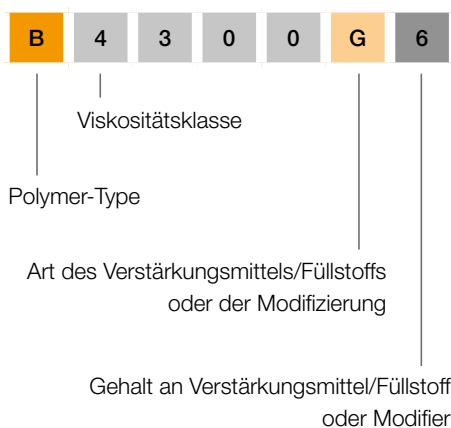 B 4 3 0 0 G 6
Viskositätsklasse
Polymer-Type
Art des Verstärkungsmittels/Füllstoffs
oder der Modifizierung
Gehalt an Verstärkungsmittel/Füllstoff
oder Modifier